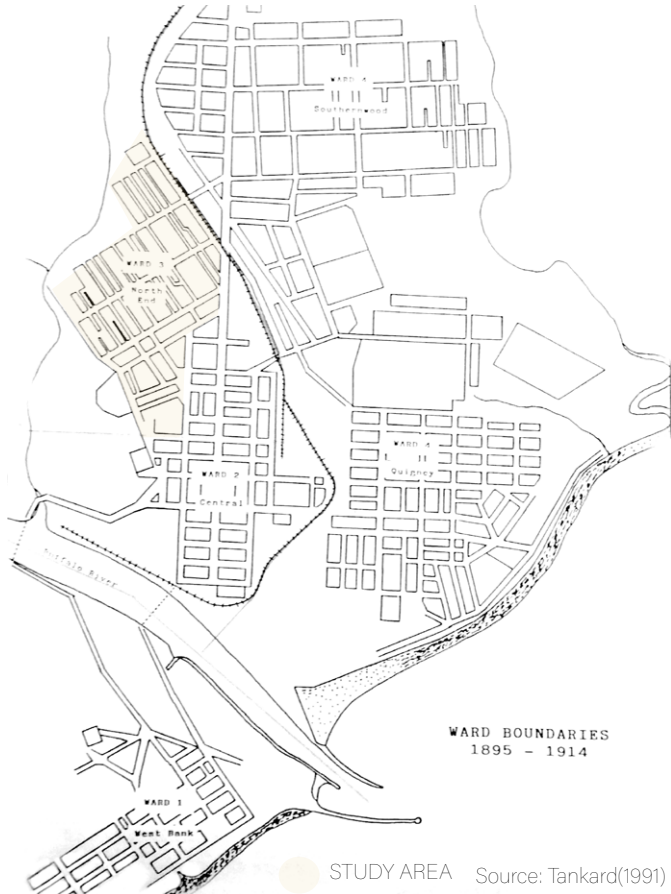 WARD 4
Southernwood
WARD 3
North
End
WARD 4
Quigney
WARD 2
Central
Buffalo River
WARD BOUNDARIES
1895 - 1914
WARD 1
West Bank
STUDY AREA
Source: Tankard(1991)